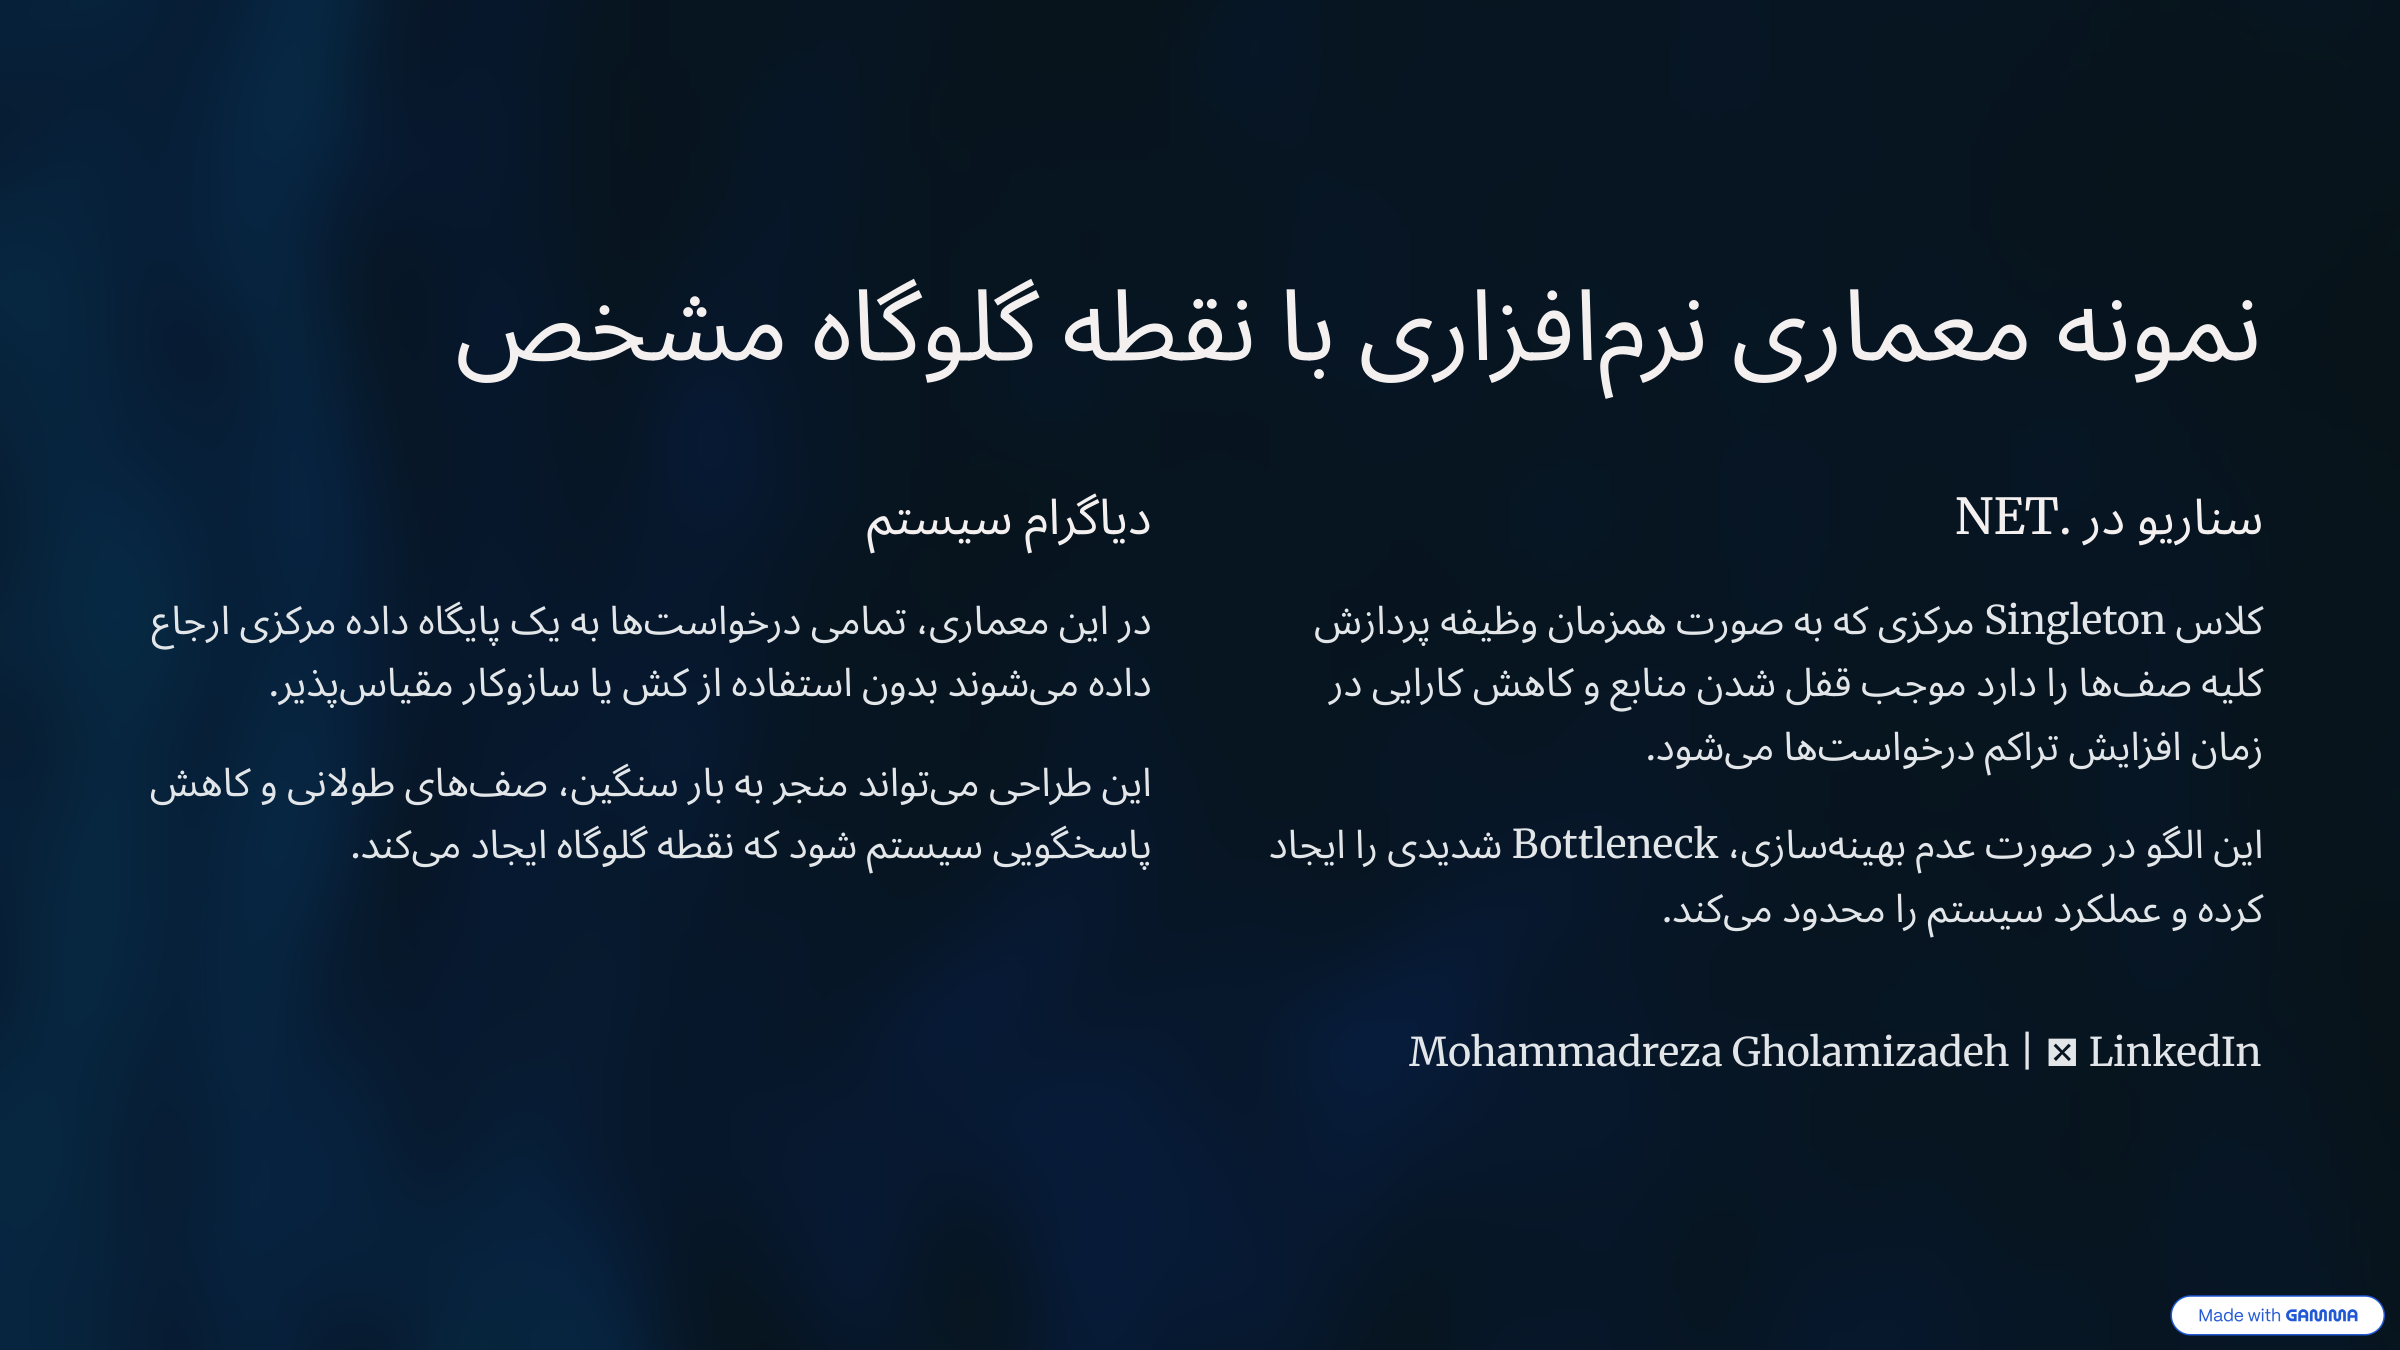 نمونه معماری نرم‌افزاری با نقطه گلوگاه مشخص
سناریو در .NET
کلاس Singleton مرکزی که به صورت همزمان وظیفه پردازش
کلیه صف‌ها را دارد موجب قفل شدن منابع و کاهش کارایی در
زمان افزایش تراکم درخواست‌ها می‌شود.
این الگو در صورت عدم بهینه‌سازی، Bottleneck شدیدی را ایجاد
کرده و عملکرد سیستم را محدود می‌کند.
Mohammadreza Gholamizadeh | LinkedIn
دیاگرام سیستم
در این معماری، تمامی درخواست‌ها به یک پایگاه داده مرکزی ارجاع
داده می‌شوند بدون استفاده از کش یا سازوکار مقیاس‌پذیر.
این طراحی می‌تواند منجر به بار سنگین، صف‌های طولانی و کاهش
پاسخگویی سیستم شود که نقطه گلوگاه ایجاد می‌کند.
Made with GAMMA